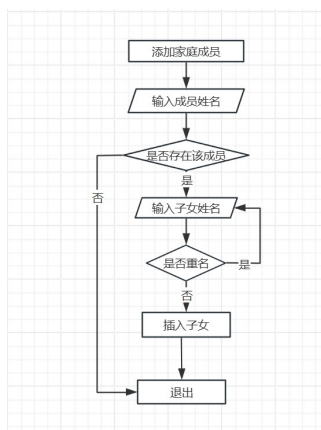 添加家庭成员
输入成员姓名
是否存在该成员
是
否
输入子女姓名
是否重名
是
否
插入子女
退出